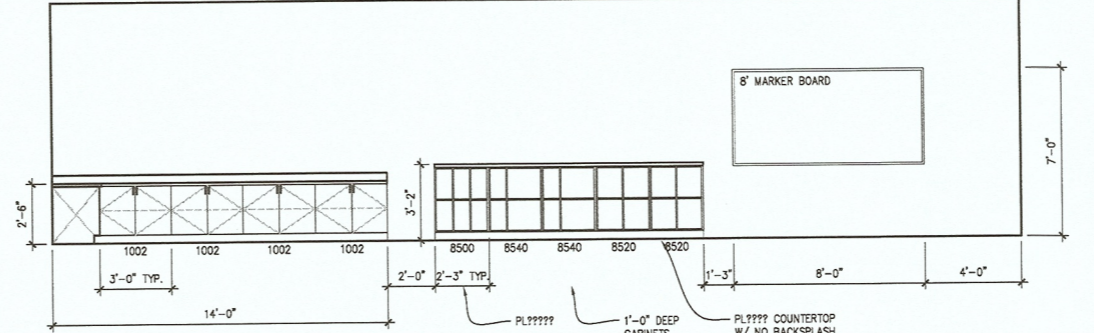 8' MARKER BOARD
7'-0"
2'-6"
3'-2"
1002 1002 1002 1002 8500 8540 8540 8520 8520
3'-0" TYP. 2'-0" 2'-3" TYP. 1'-3" 8'-0" 4'-0"
14'-0" PL????? 1'-0" DEEP PL???? COUNTERTOP
CABINETS W/ NO BACKSPLASH